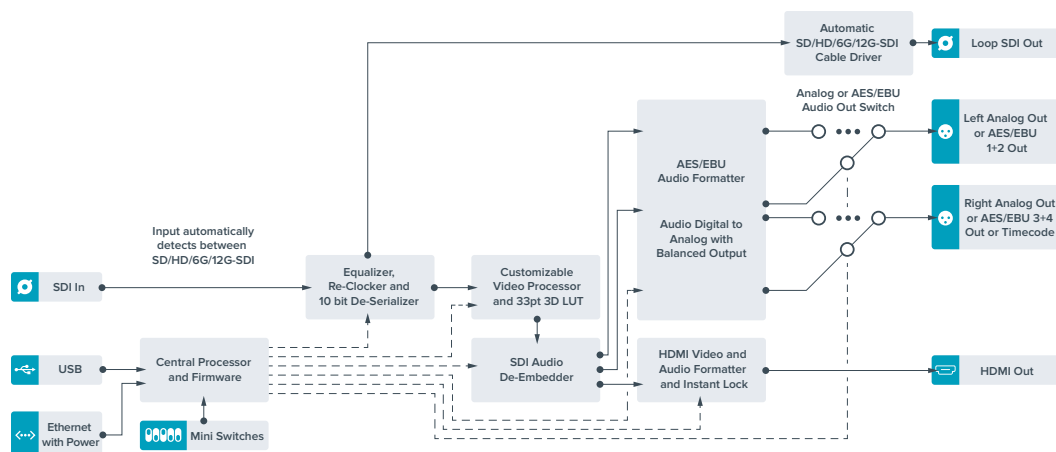 Automatic
SD/HD/6G/12G-SDI
Cable Driver
Loop SDI Out
Analog or AES/EBU
Audio Out Switch
Left Analog Out
or AES/EBU
1+2 Out
AES/EBU
Audio Formatter
Right Analog Out
or AES/EBU 3+4
Out or Timecode
Audio Digital to
Analog with
Balanced Output
Input automatically
detects between
SD/HD/6G/12G-SDI
SDI In
Equalizer,
Re-Clocker and
10 bit De-Serializer
Customizable
Video Processor
and 33pt 3D LUT
USB
Central Processor
and Firmware
SDI Audio
De-Embedder
HDMI Video and
Audio Formatter
and Instant Lock
HDMI Out
Ethernet
with Power
Mini Switches